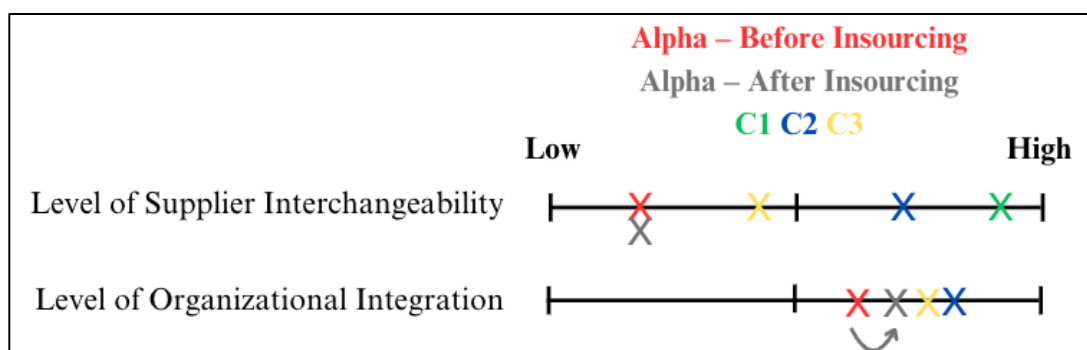 Alpha – Before Insourcing
Alpha – After Insourcing
C1 C2 C3
Low High
Level of Supplier Interchangeability
Level of Organizational Integration